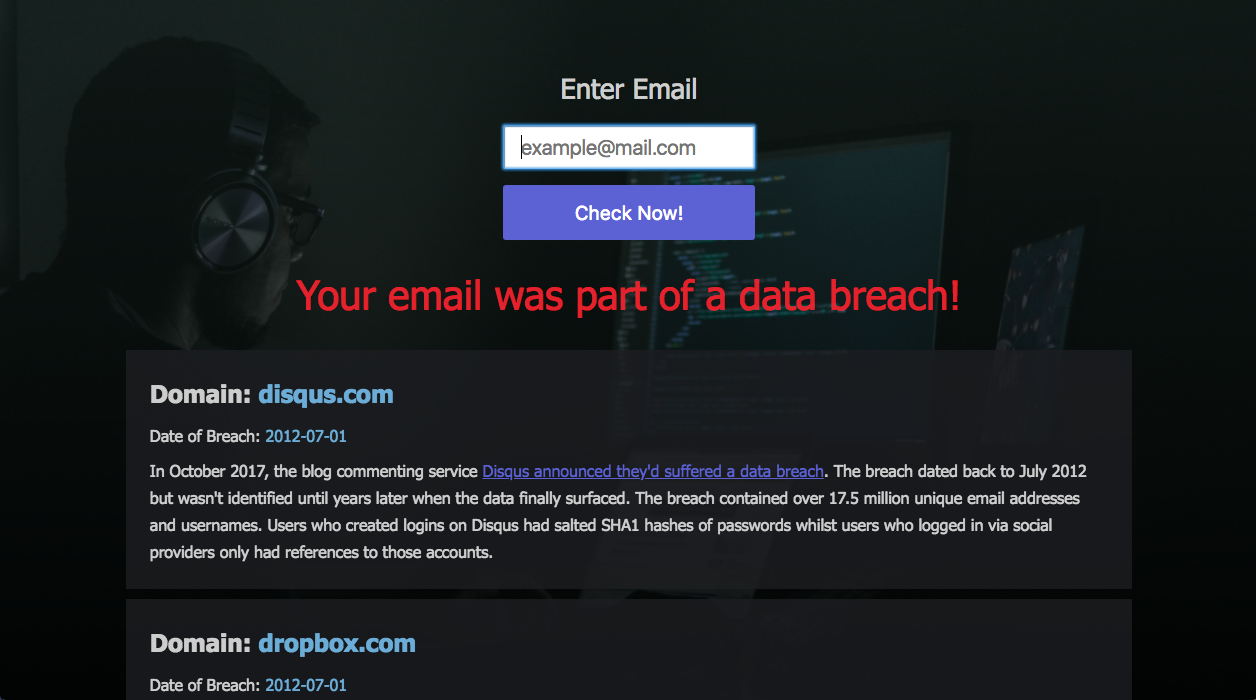 Enter Email
example@mail.com
Check Now!
Your email was part of a data breach!
Domain: disqus.com
Date of Breach: 2012-07-01
In October 2017, the blog commenting service Disqus announced they'd suffered a data breach. The breach dated back to July 2012
but wasn't identified until years later when the data finally surfaced. The breach contained over 17.5 million unique email addresses
and usernames. Users who created logins on Disqus had salted SHA1 hashes of passwords whilst users who logged in via social
providers only had references to those accounts.
Domain: dropbox.com
Date of Breach: 2012-07-01